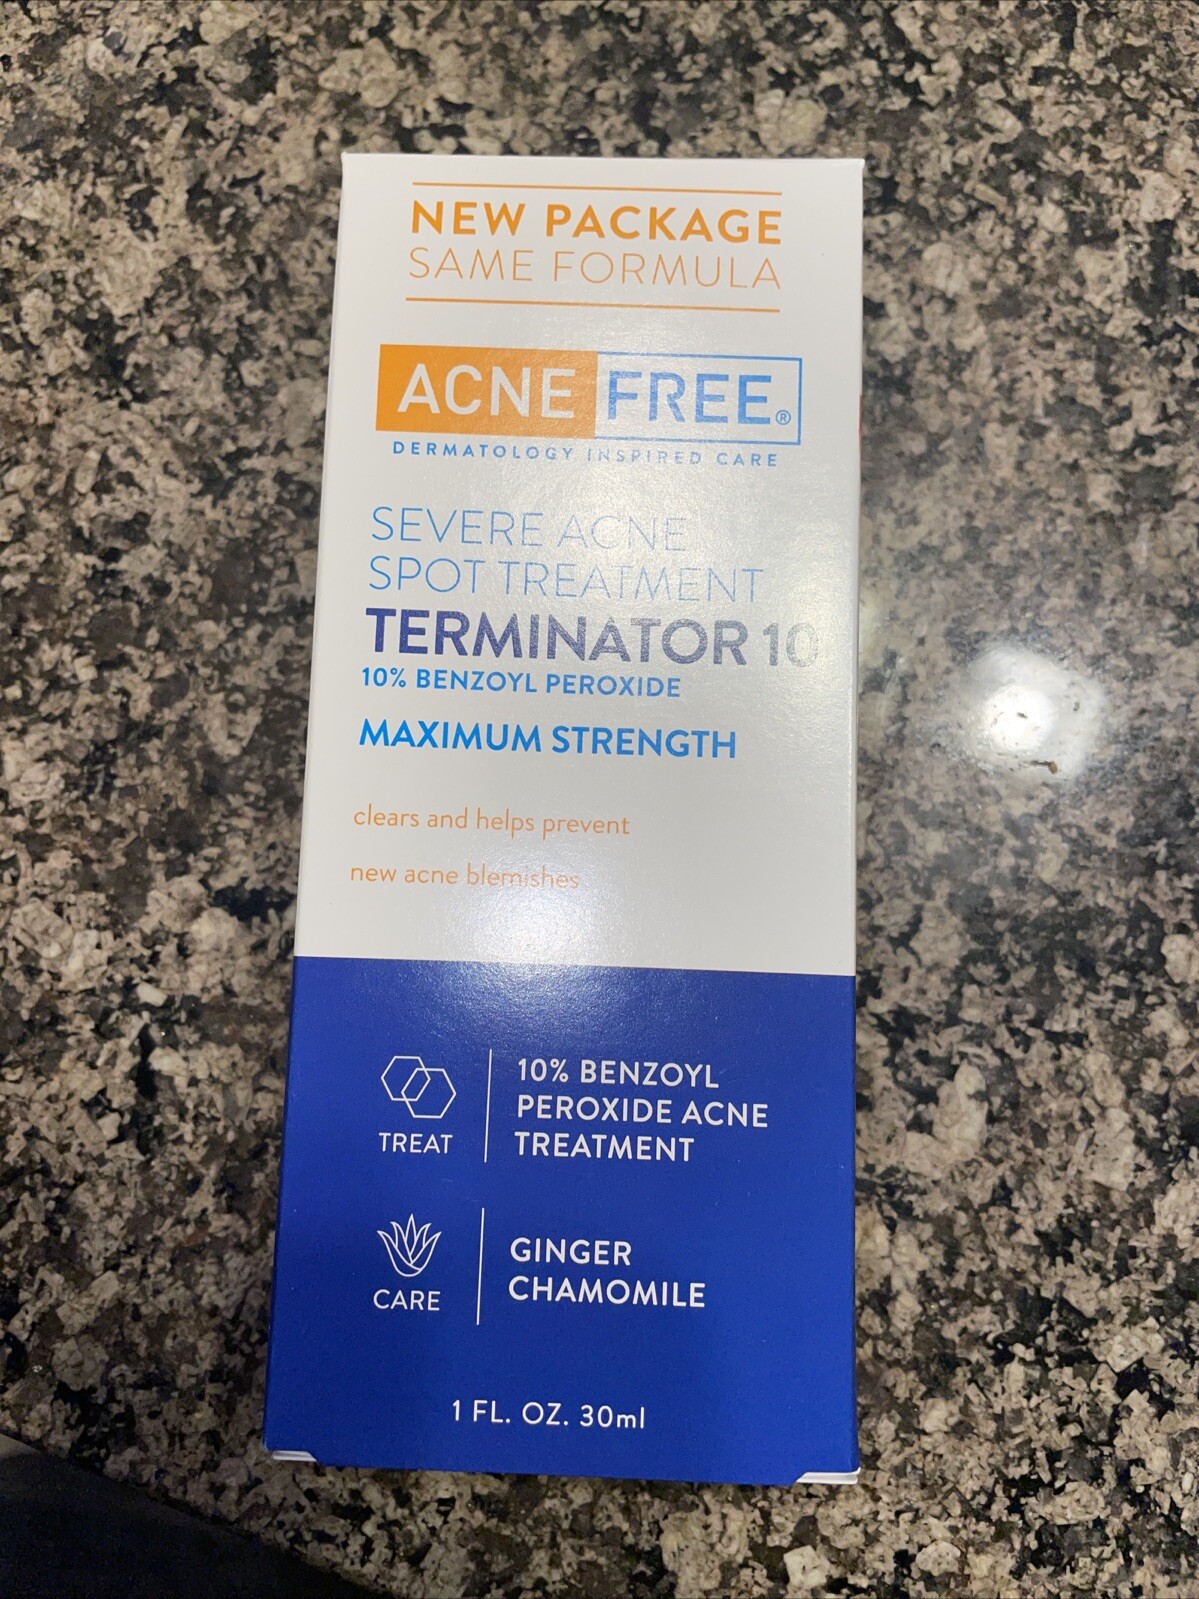 NEW PACKAGE
SAME FORMULA
ACNE FREE®
DERMATOLOGY INSPIRED CARE
SEVERE ACNE
SPOT TREATMENT
TERMINATOR 10
10% BENZOYL PEROXIDE
MAXIMUM STRENGTH
clears and helps prevent
new acne blemishes
TREAT
10% BENZOYL
PEROXIDE ACNE
TREATMENT
CARE
GINGER
CHAMOMILE
1 FL. OZ. 30ml